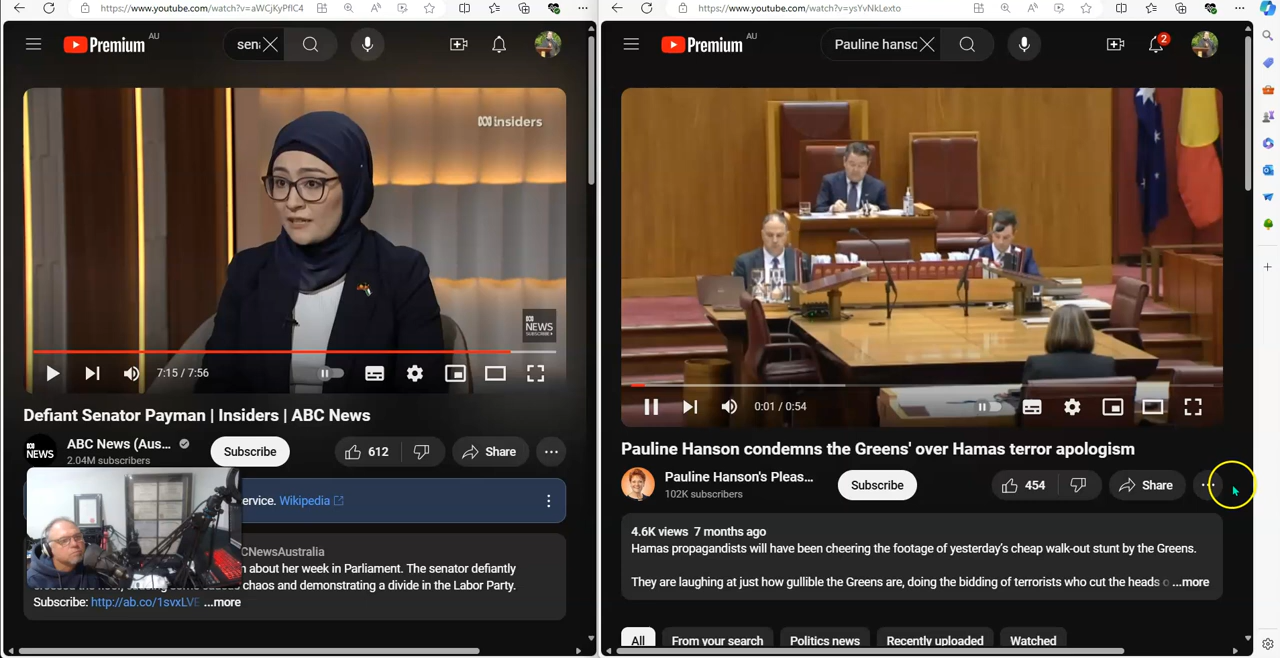 https://www.youtube.com/watch?v=aWCjKyPflC4
Premium AU
sen
insiders
NEWS
SUBSCRIBE
7:15 / 7:56
Defiant Senator Payman | Insiders | ABC News
NEWS
ABC News (Aus...
2.04M subscribers
Subscribe
612
Share
...
ervice. Wikipedia
CNewsAustralia
about her week in Parliament. The senator defiantly
chaos and demonstrating a divide in the Labor Party.
Subscribe: http://ab.co/1svxLVE ...more
https://www.youtube.com/watch?v=ysYvNkLexto
Premium AU
Pauline hansc
2
0:01 / 0:54
Pauline Hanson condemns the Greens' over Hamas terror apologism
Pauline Hanson's Pleas...
102K subscribers
Subscribe
454
Share
...
4.6K views 7 months ago
Hamas propagandists will have been cheering the footage of yesterday's cheap walk-out stunt by the Greens.
They are laughing at just how gullible the Greens are, doing the bidding of terrorists who cut the heads o ...more
All
From your search
Politics news
Recently uploaded
Watched